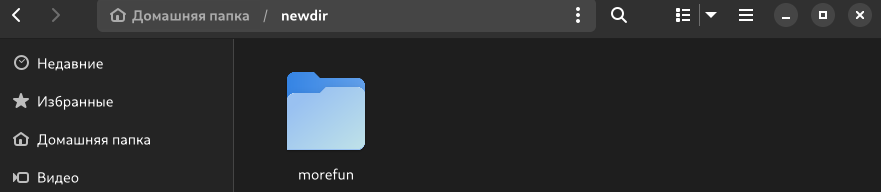 Домашняя папка / newdir
Недавние
Избранные
Домашняя папка
Видео
morefun